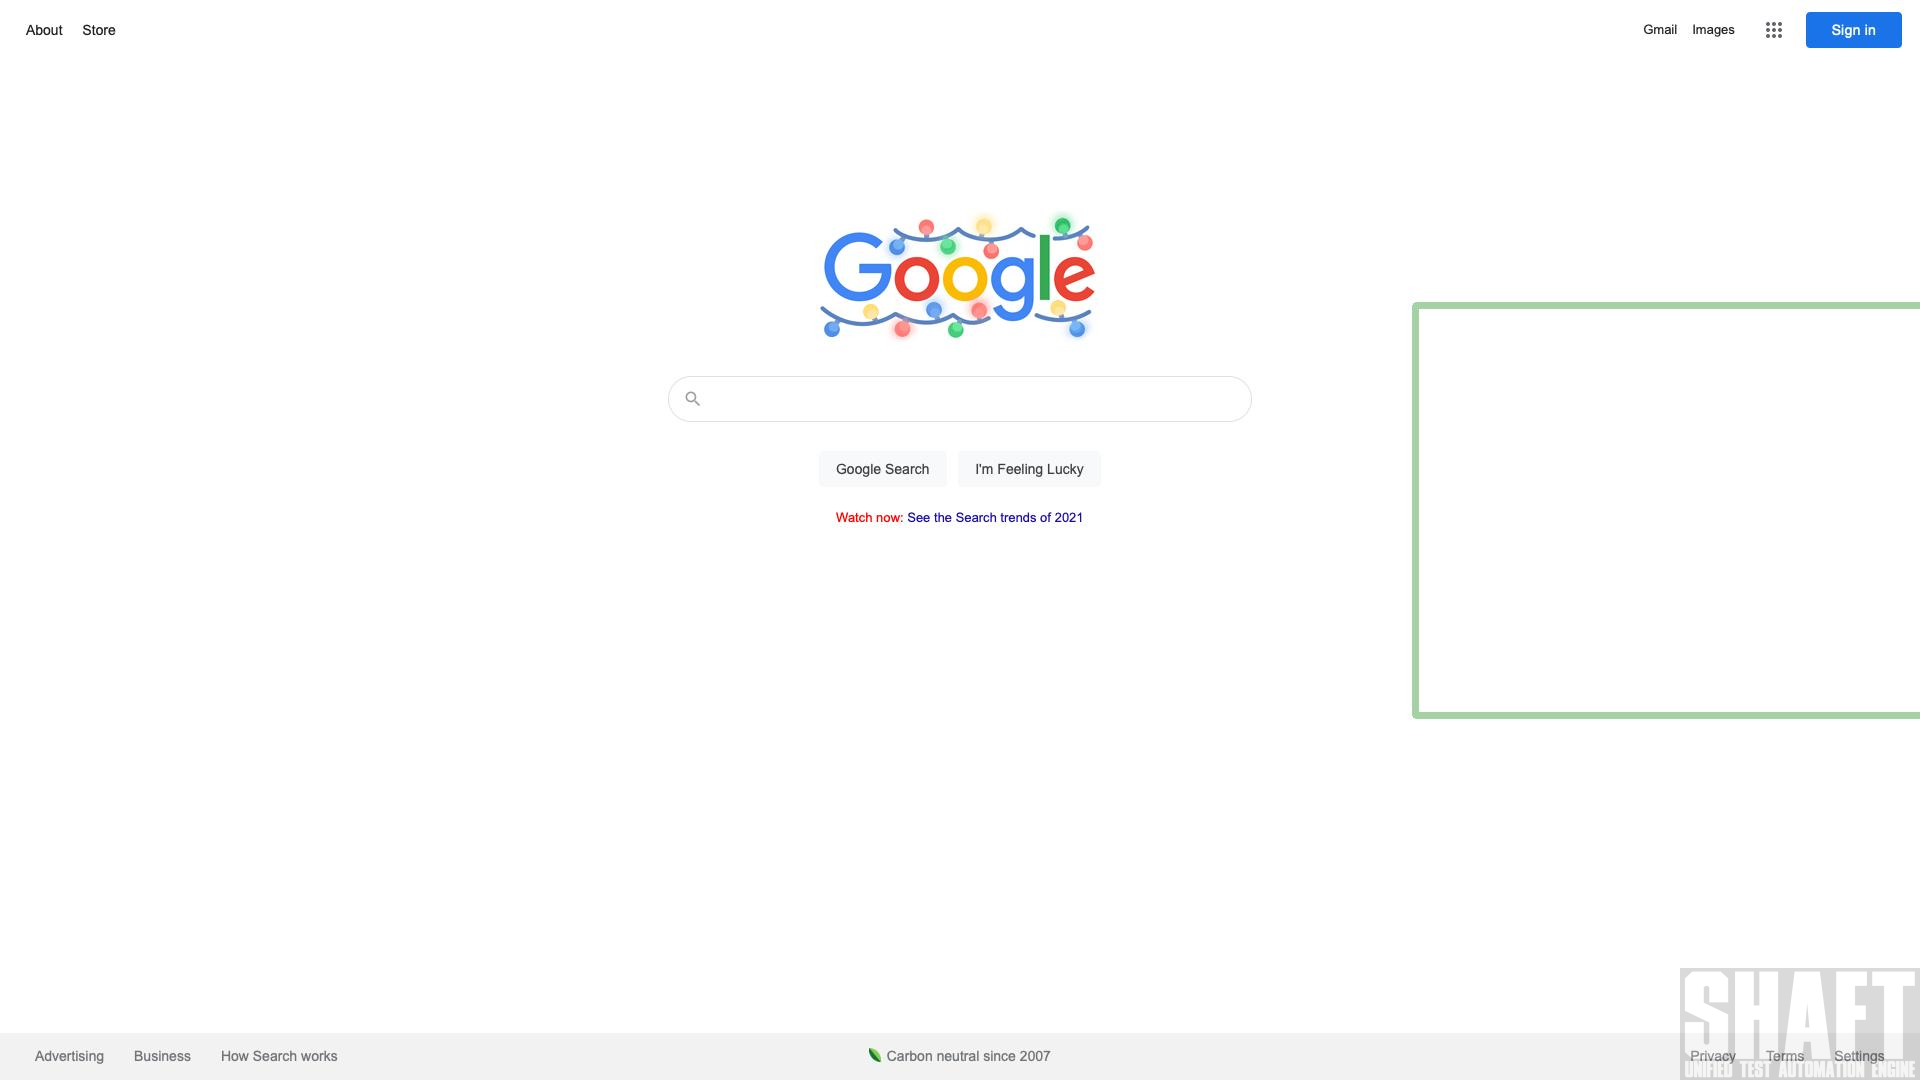 About Store
Gmail Images Sign in
Google
Google Search I'm Feeling Lucky
Watch now: See the Search trends of 2021
Advertising Business How Search works
Carbon neutral since 2007
Privacy Terms Settings
SHAFT
UNIFIED TEST AUTOMATION ENGINE